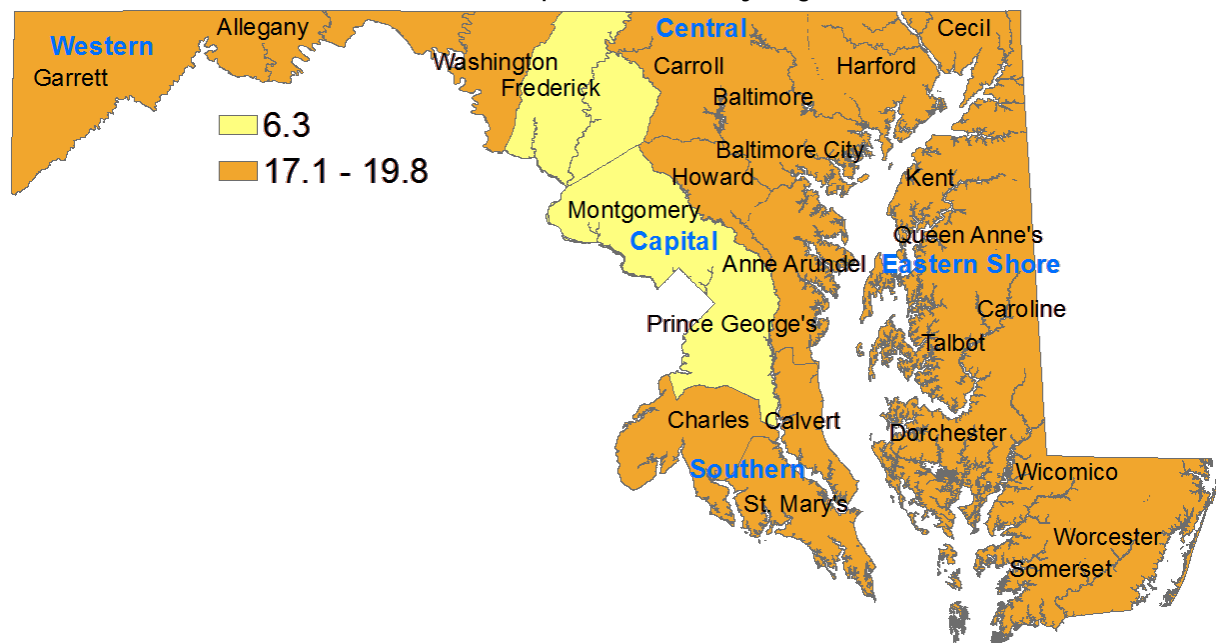 Western
Allegany
Garrett
Washington
Frederick
Central
Carroll
Harford
Cecil
Baltimore
6.3
17.1 - 19.8
Baltimore City
Howard
Kent
Montgomery
Capital
Queen Anne's
Anne Arundel
Eastern Shore
Caroline
Prince George's
Talbot
Charles
Calvert
Dorchester
Southern
Wicomico
St. Mary's
Worcester
Somerset